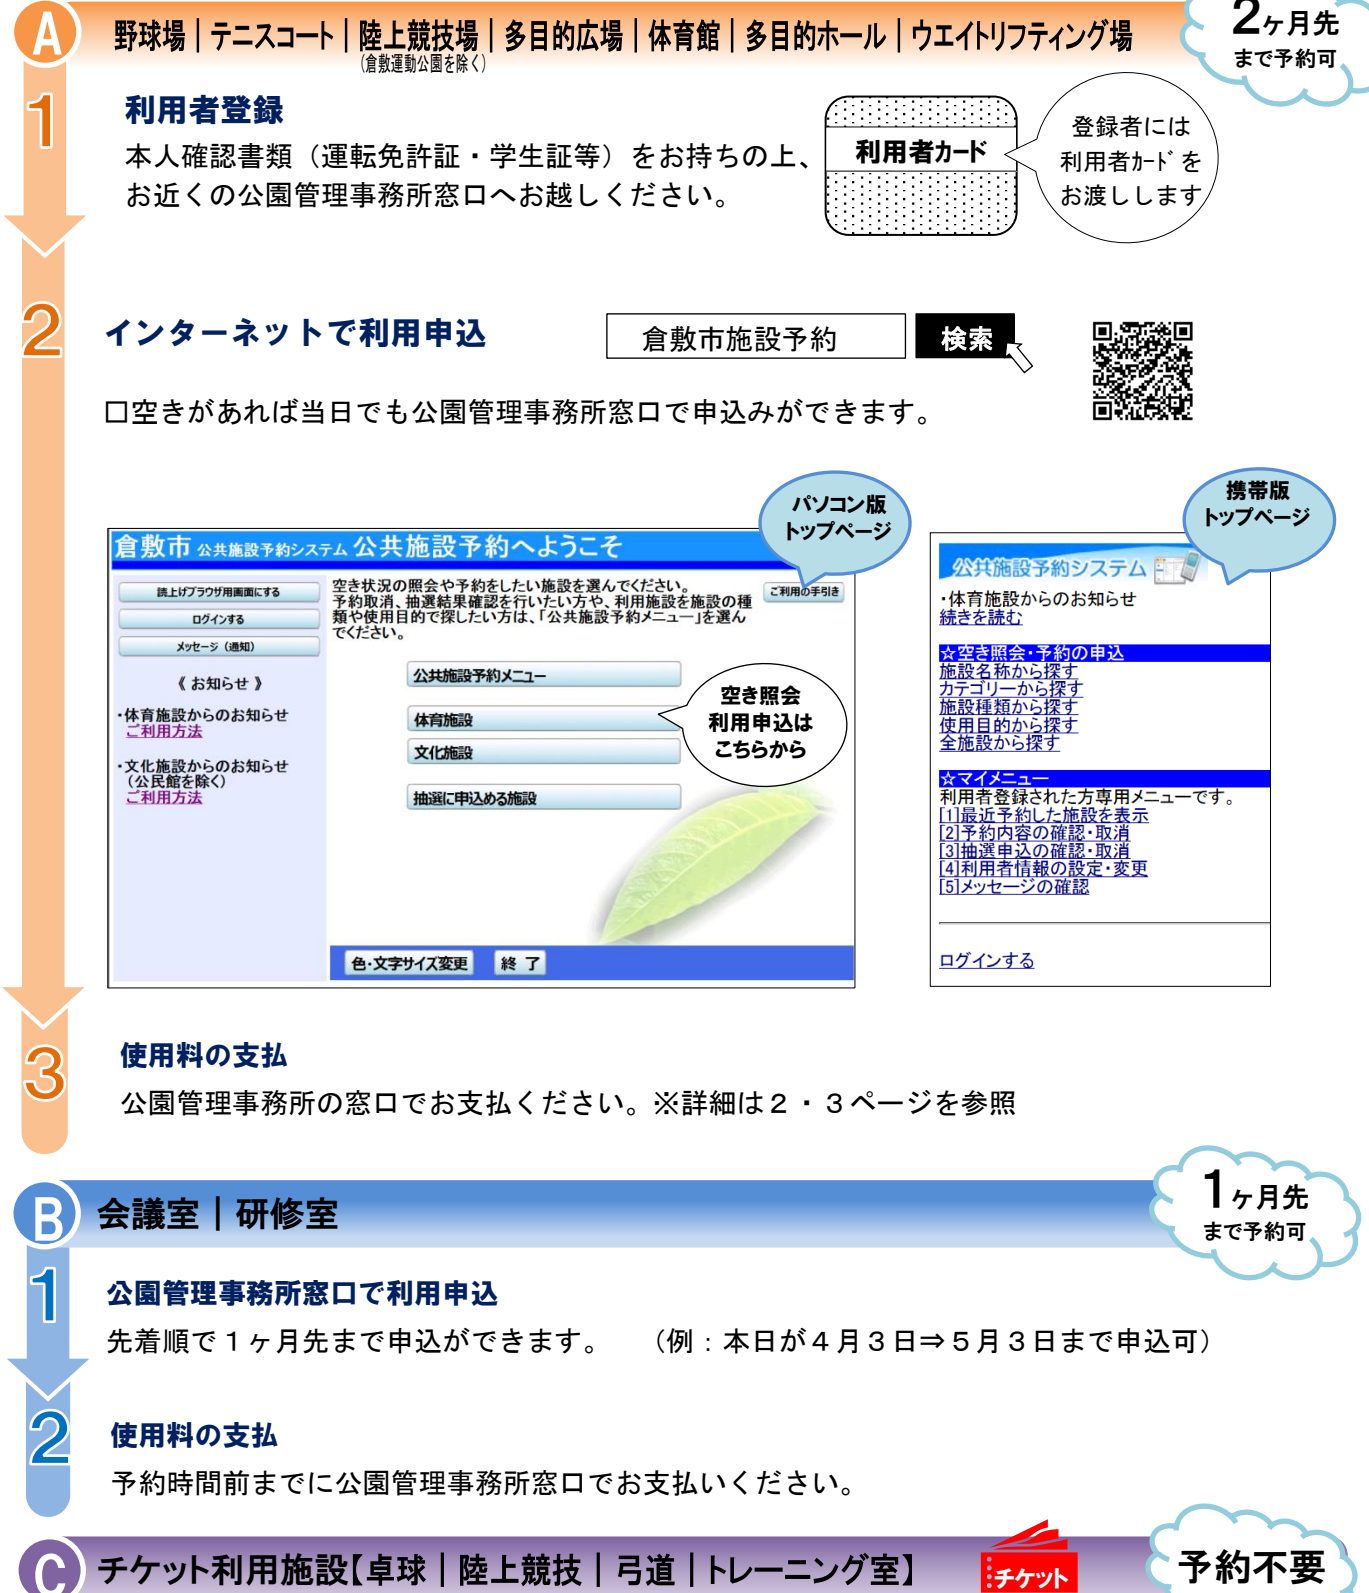 A 野球場｜テニスコート｜陸上競技場｜多目的広場｜体育館｜多目的ホール｜ウエイトリフティング場
（倉敷運動公園を除く）
2ヶ月先
まで予約可
1
利用者登録
本人確認書類（運転免許証・学生証等）をお持ちの上、
お近くの公園管理事務所窓口へお越しください。
利用者カード
登録者には
利用者カードを
お渡しします
2
インターネットで利用申込
倉敷市施設予約 検索
□空きがあれば当日でも公園管理事務所窓口で申込みができます。
パソコン版
トップページ
倉敷市 公共施設予約システム 公共施設予約へようこそ
読上げブラウザ用画面にする
ログインする
メッセージ（通知）
《 お知らせ 》
・体育施設からのお知らせ
ご利用方法
・文化施設からのお知らせ
（公民館を除く）
ご利用方法
空き状況の照会や予約をしたい施設を選んでください。
予約取消、抽選結果確認を行いたい方や、利用施設を施設の種
類や使用目的で探したい方は、「公共施設予約メニュー」を選ん
でください。
ご利用の手引き
公共施設予約メニュー
体育施設
文化施設
抽選に申込める施設
空き照会
利用申込は
こちらから
色・文字サイズ変更 終 了
携帯版
トップページ
公共施設予約システム
・体育施設からのお知らせ
続きを読む
☆空き照会・予約の申込
施設名称から探す
カテゴリーから探す
施設種類から探す
使用目的から探す
全施設から探す
☆マイメニュー
利用者登録された方専用メニューです。
[1]最近予約した施設を表示
[2]予約内容の確認・取消
[3]抽選申込の確認・取消
[4]利用者情報の設定・変更
[5]メッセージの確認
ログインする
3
使用料の支払
公園管理事務所の窓口でお支払ください。※詳細は２・３ページを参照
B 会議室｜研修室
1ヶ月先
まで予約可
1
公園管理事務所窓口で利用申込
先着順で１ヶ月先まで申込ができます。　（例：本日が４月３日⇒５月３日まで申込可）
2
使用料の支払
予約時間前までに公園管理事務所窓口でお支払いください。
C チケット利用施設【卓球｜陸上競技｜弓道｜トレーニング室】
チケット
予約不要